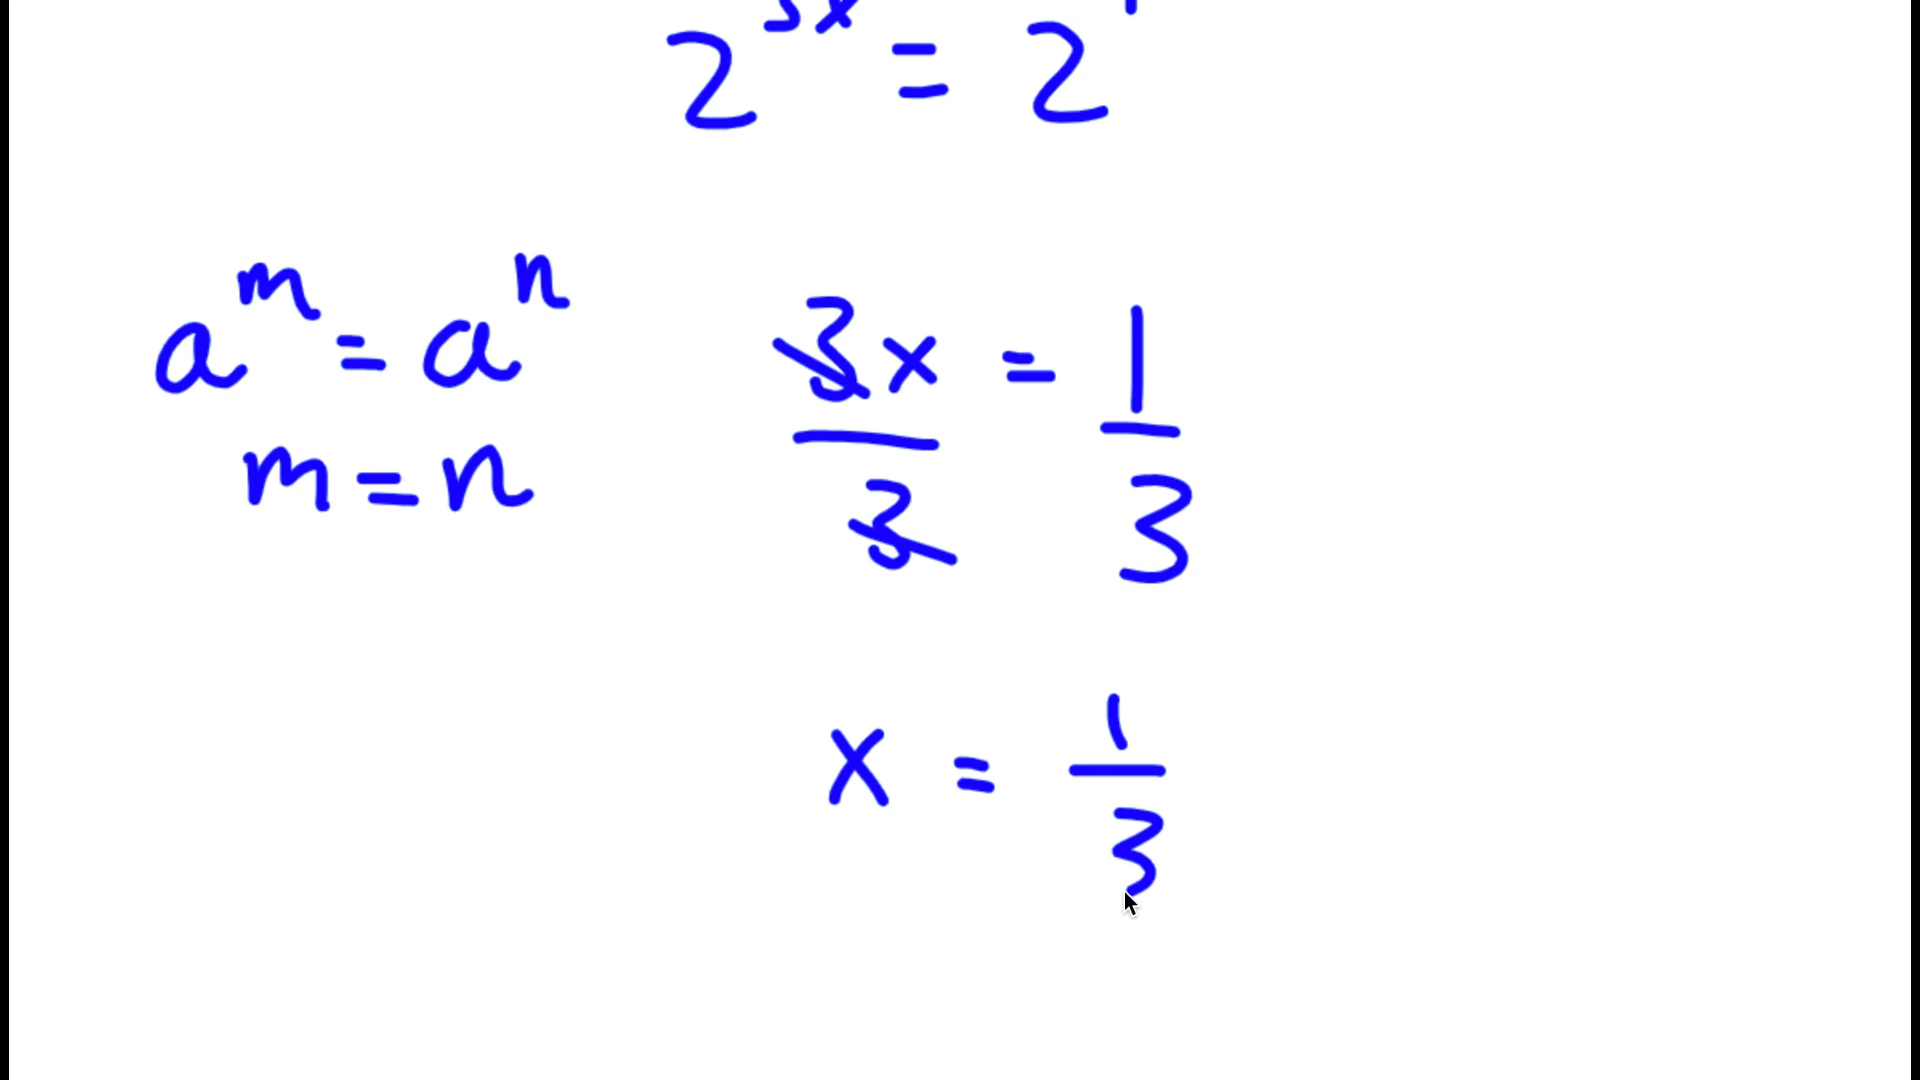 2^{3x} = 2^1
a^m = a^n
m = n
3x/3 = 1/3
x = 1/3